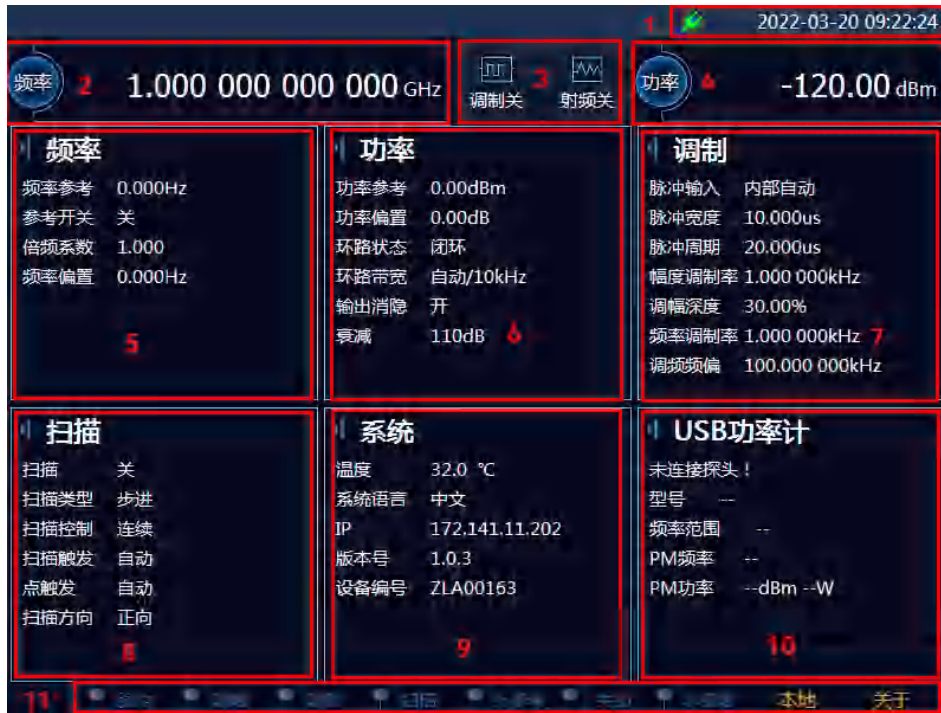 1 2022-03-20 09:22:24
频率 2 1.000 000 000 000 GHz
调制关 3 射频关
功率 4 -120.00 dBm
频率
频率参考 0.000Hz
参考开关 关
倍频系数 1.000
频率偏置 0.000Hz
5
功率
功率参考 0.00dBm
功率偏置 0.00dB
环路状态 闭环
环路带宽 自动/10kHz
输出消隐 开
衰减 110dB 6
调制
脉冲输入 内部自动
脉冲宽度 10.000us
脉冲周期 20.000us
幅度调制率 1.000 000kHz
调幅深度 30.00%
频率调制率 1.000 000kHz 7
调频频偏 100.000 000kHz
扫描
扫描 关
扫描类型 步进
扫描控制 连续
扫描触发 自动
点触发 自动
扫描方向 正向
8
系统
温度 32.0 ℃
系统语言 中文
IP 172.141.11.202
版本号 1.0.3
设备编号 ZLA00163
9
USB功率计
未连接探头！
型号 --
频率范围 --
PM频率 --
PM功率 --dBm --W
10
11 扫描 本地 关于